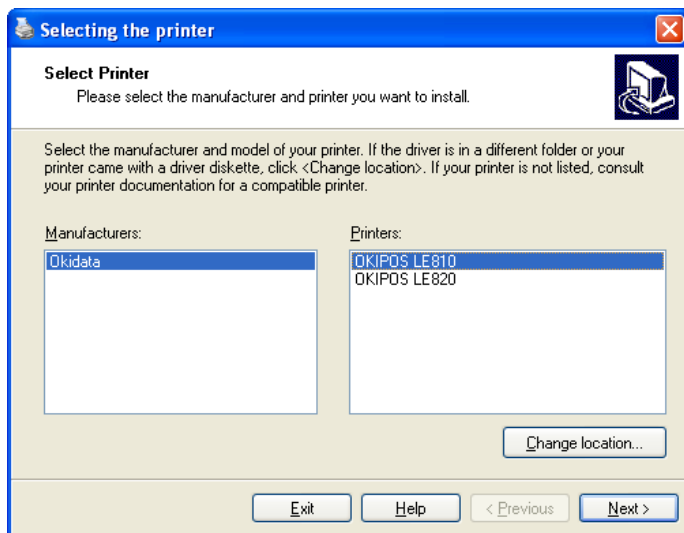 Selecting the printer
Select Printer
Please select the manufacturer and printer you want to install.
Select the manufacturer and model of your printer. If the driver is in a different folder or your
printer came with a driver diskette, click <Change location>. If your printer is not listed, consult
your printer documentation for a compatible printer.
Manufacturers:
Okidata
Printers:
OKIPOS LE810
OKIPOS LE820
Change location...
Exit
Help
< Previous
Next >